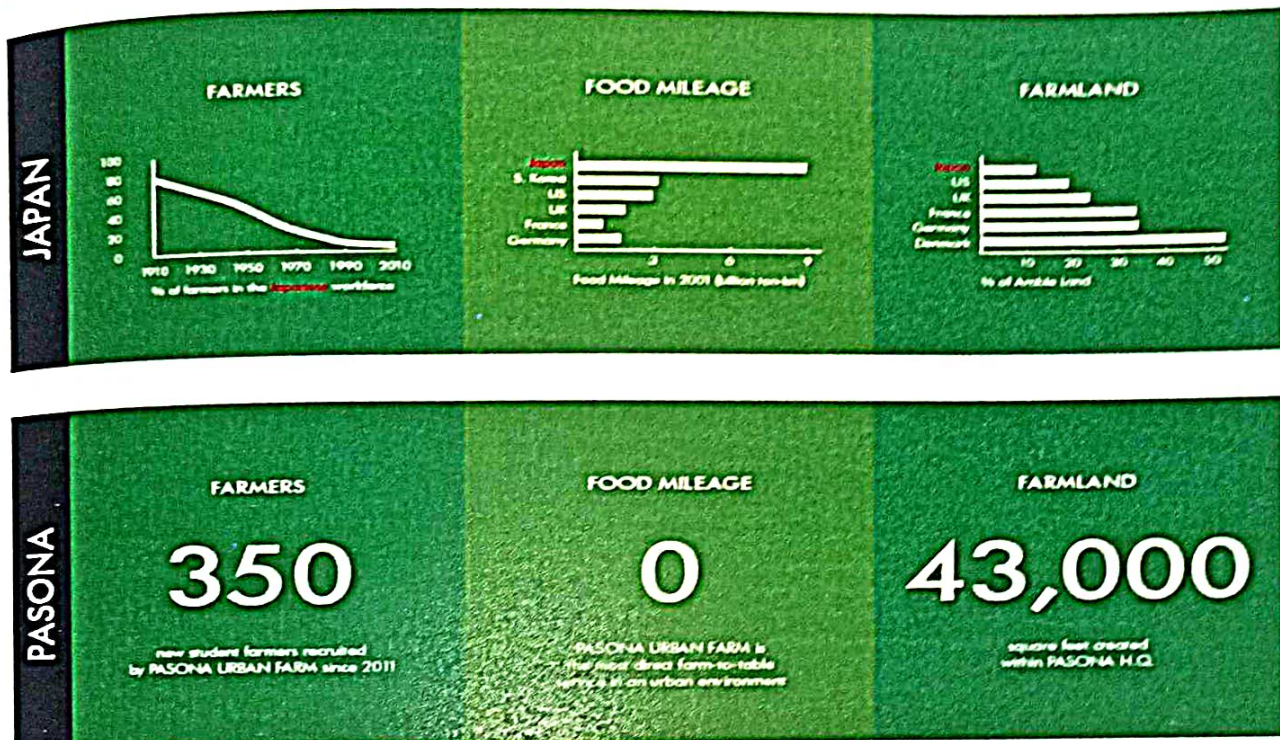 JAPAN
FARMERS
100
80
60
40
20
0
1910 1930 1950 1970 1990 2010
% of farmers in the Japanese workforce
FOOD MILEAGE
Japan
S. Korea
US
UK
France
Germany
3 6 9
Food Mileage in 2001 (billion ton-km)
FARMLAND
Japan
US
UK
France
Germany
Denmark
10 20 30 40 50
% of Arable Land
PASONA
FARMERS
350
new student farmers recruited
by PASONA URBAN FARM since 2011
FOOD MILEAGE
0
PASONA URBAN FARM is
the most direct farm-to-table
service in an urban environment
FARMLAND
43,000
square feet created
within PASONA H.Q.